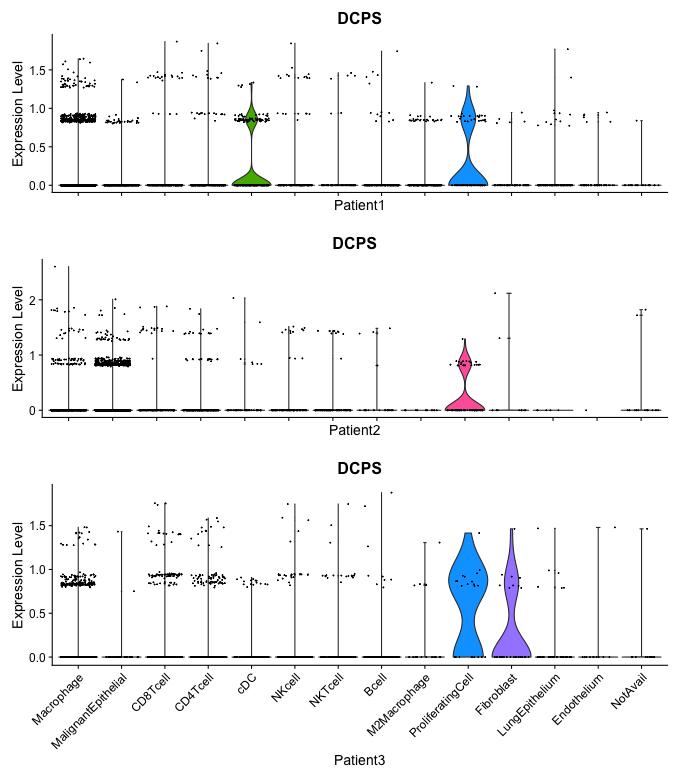 DCPS
Expression Level
1.5
1.0
0.5
0.0
Patient1
DCPS
Expression Level
2
1
0
Patient2
DCPS
Expression Level
1.5
1.0
0.5
0.0
Macrophage
MalignantEpithelial
CD8Tcell
CD4Tcell
cDC
NKcell
NKTcell
Bcell
M2Macrophage
ProliferatingCell
Fibroblast
LungEpithelium
Endothelium
NotAvail
Patient3